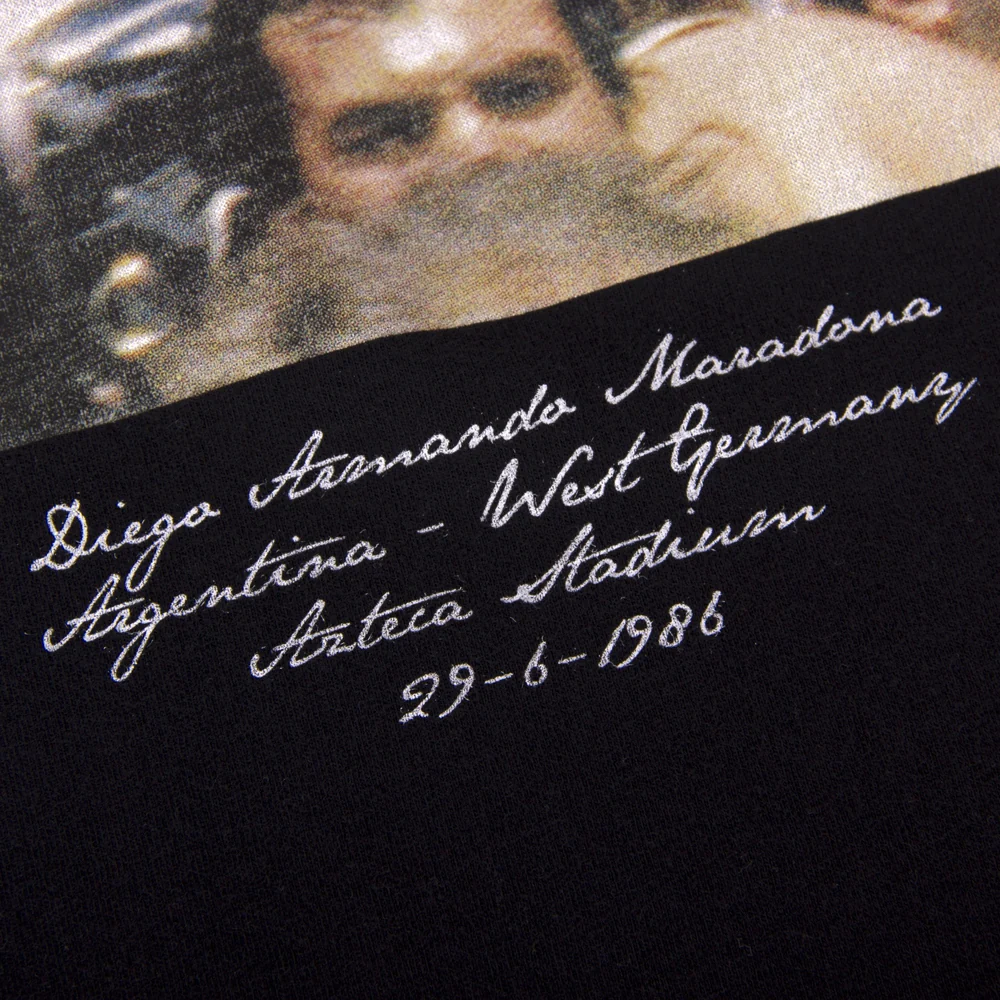 Diego Armando Maradona
Argentina - West Germany
Azteca Stadium
29-6-1986